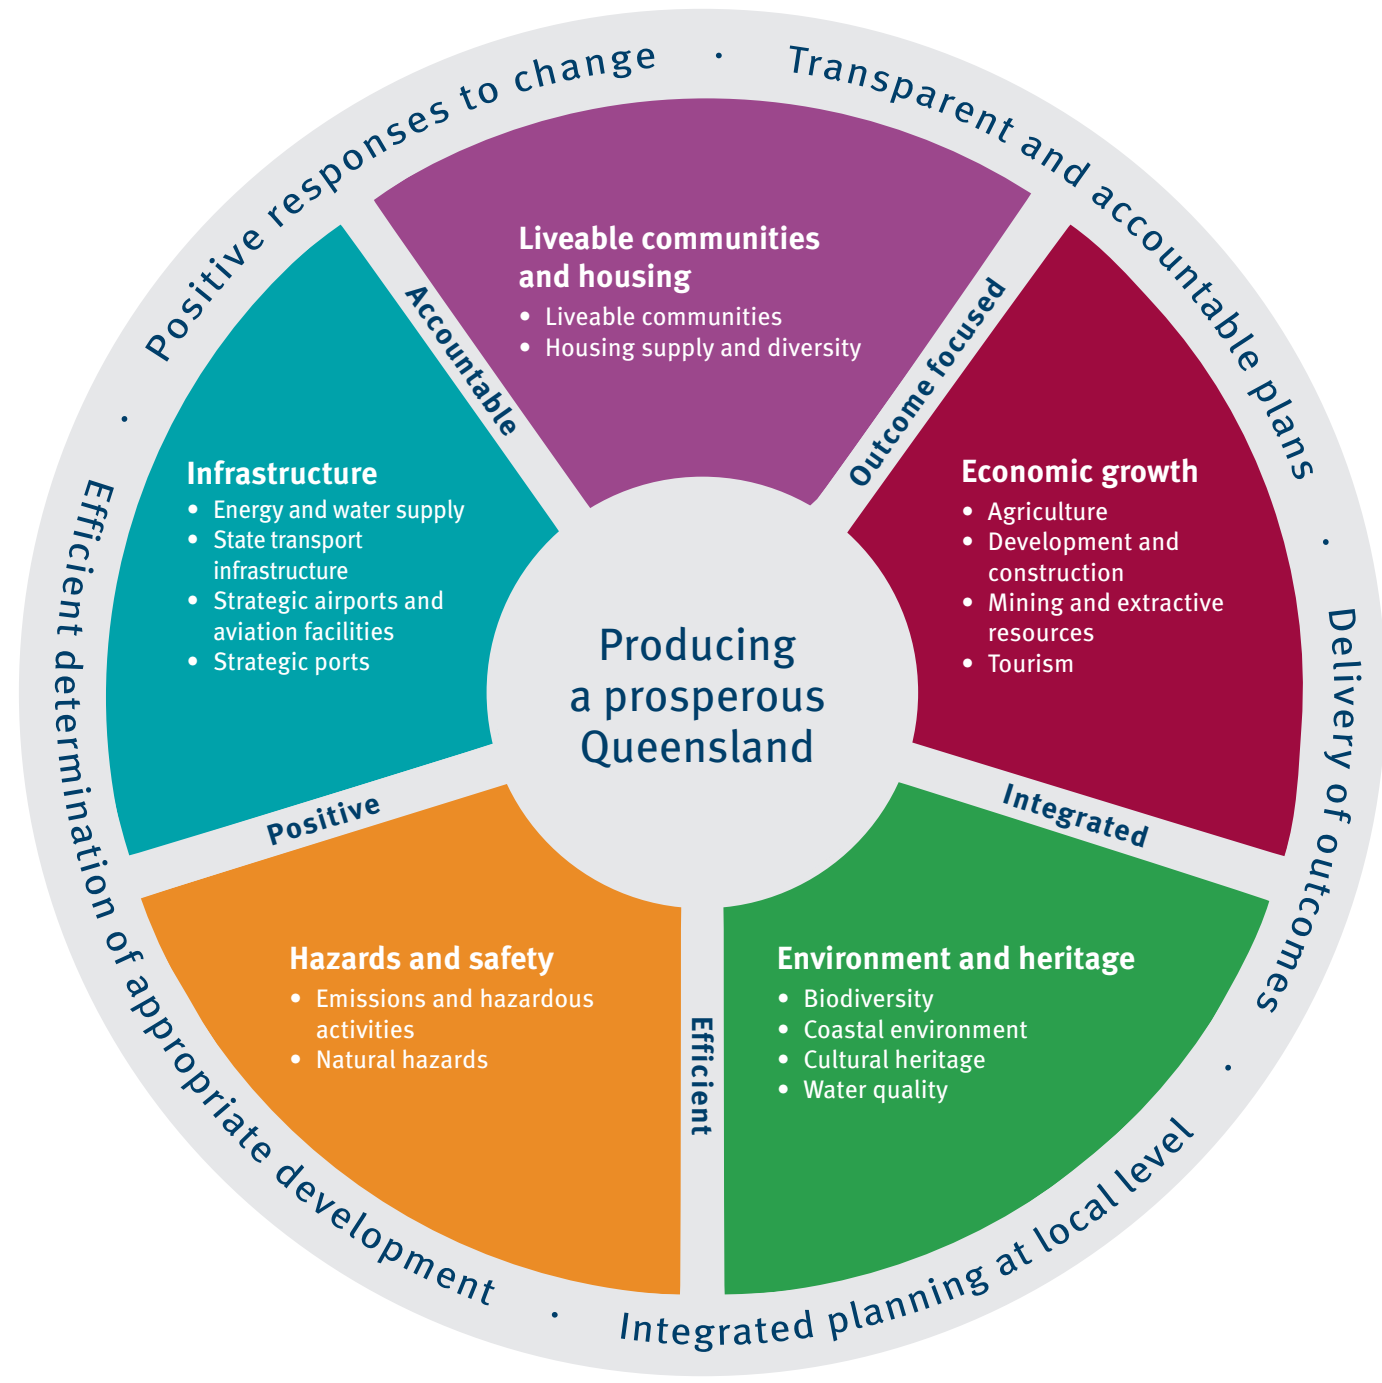 Positive responses to change · Transparent and accountable plans · Delivery of outcomes · Integrated planning at local level · Efficient determination of appropriate development ·
Liveable communities
and housing
• Liveable communities
• Housing supply and diversity
Outcome focused
Economic growth
• Agriculture
• Development and
construction
• Mining and extractive
resources
• Tourism
Integrated
Environment and heritage
• Biodiversity
• Coastal environment
• Cultural heritage
• Water quality
Efficient
Hazards and safety
• Emissions and hazardous
activities
• Natural hazards
Positive
Infrastructure
• Energy and water supply
• State transport
infrastructure
• Strategic airports and
aviation facilities
• Strategic ports
Accountable
Producing
a prosperous
Queensland